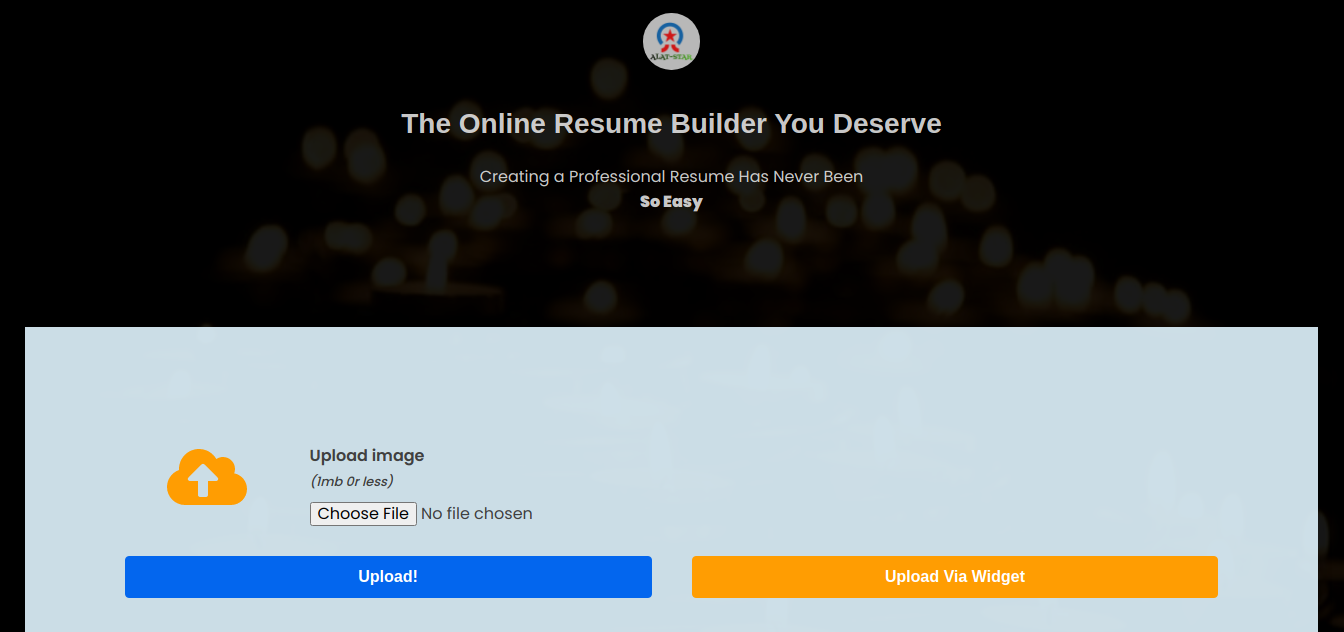 ALAT-STAR
The Online Resume Builder You Deserve
Creating a Professional Resume Has Never Been
So Easy
Upload image
(1mb 0r less)
Choose File No file chosen
Upload!
Upload Via Widget